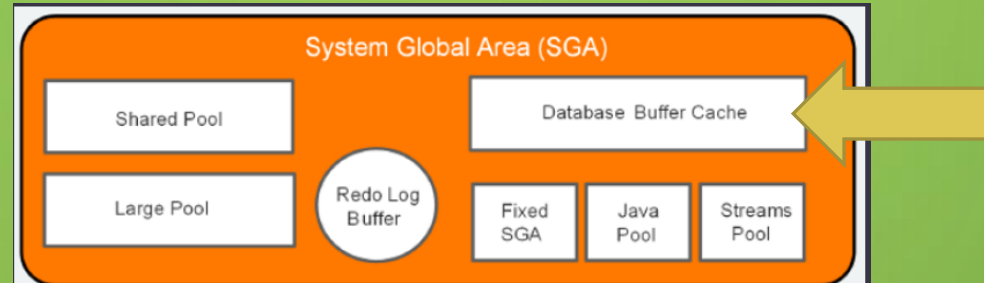 System Global Area (SGA)
Shared Pool
Database Buffer Cache
Large Pool
Redo Log
Buffer
Fixed
SGA
Java
Pool
Streams
Pool